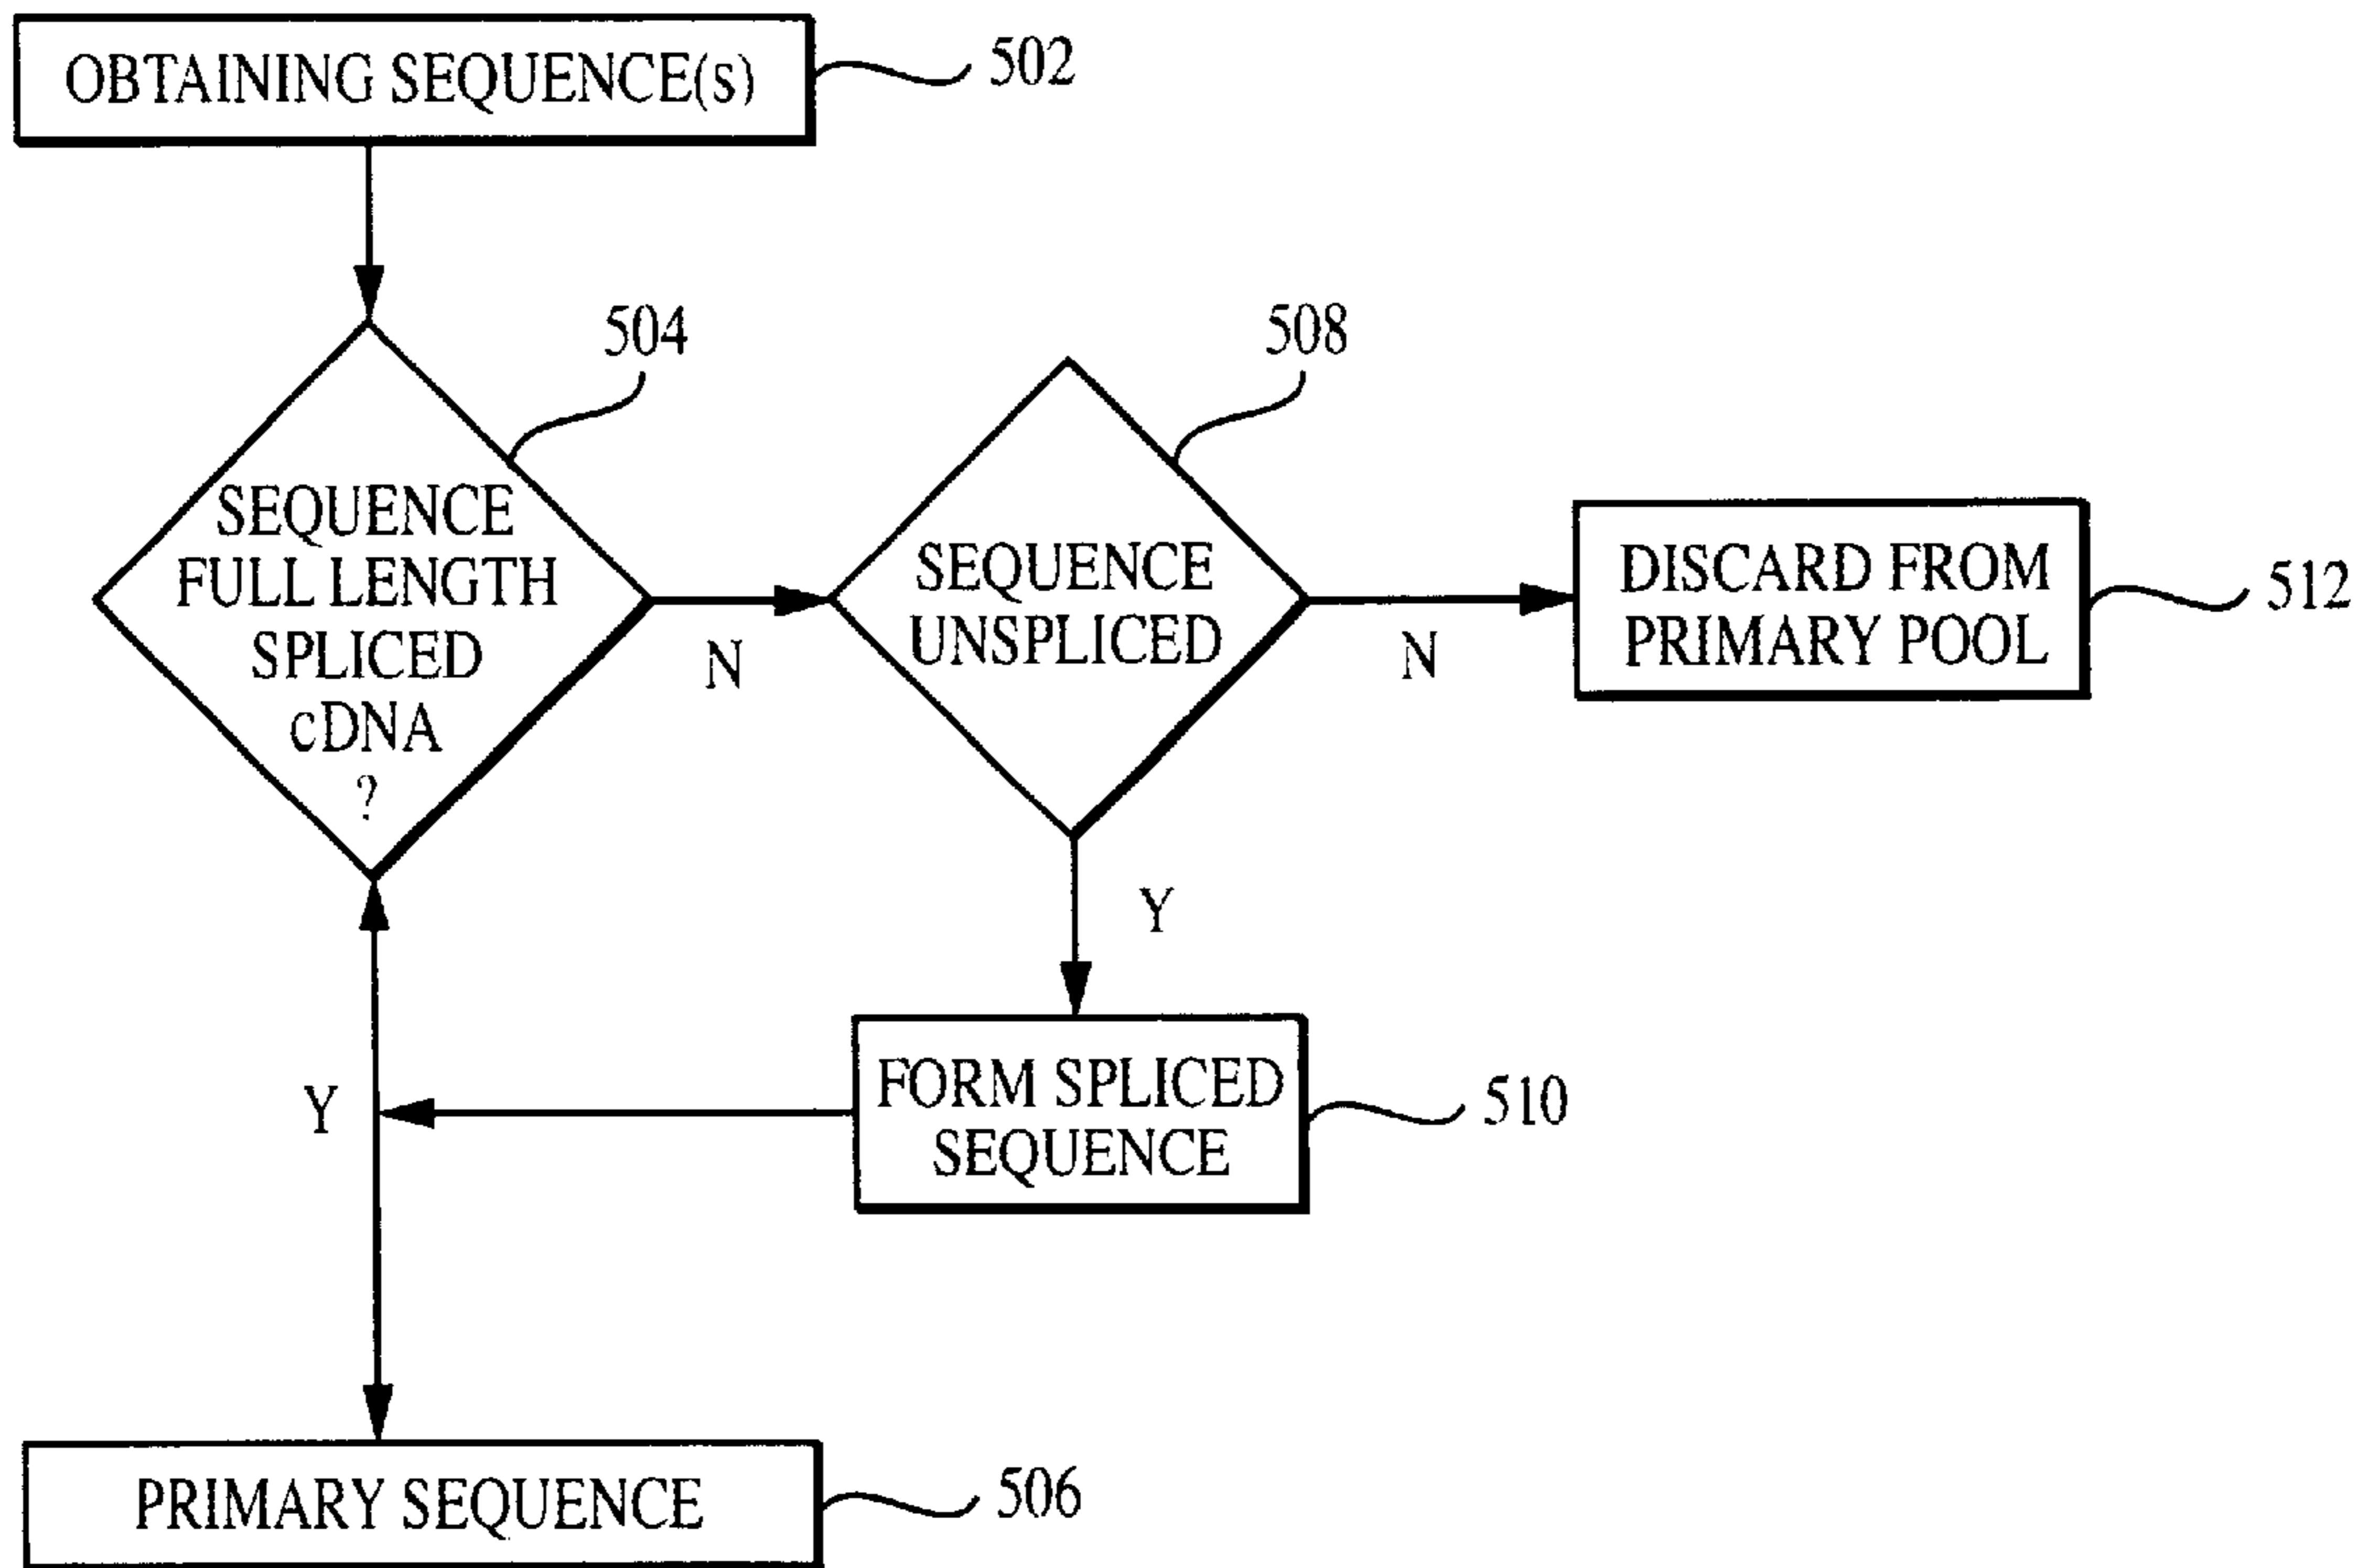 OBTAINING SEQUENCE(s)
502
504
SEQUENCE
FULL LENGTH
SPLICED
cDNA
?
N
508
SEQUENCE
UNSPLICED
N
DISCARD FROM
PRIMARY POOL
512
Y
FORM SPLICED
SEQUENCE
510
Y
PRIMARY SEQUENCE
506